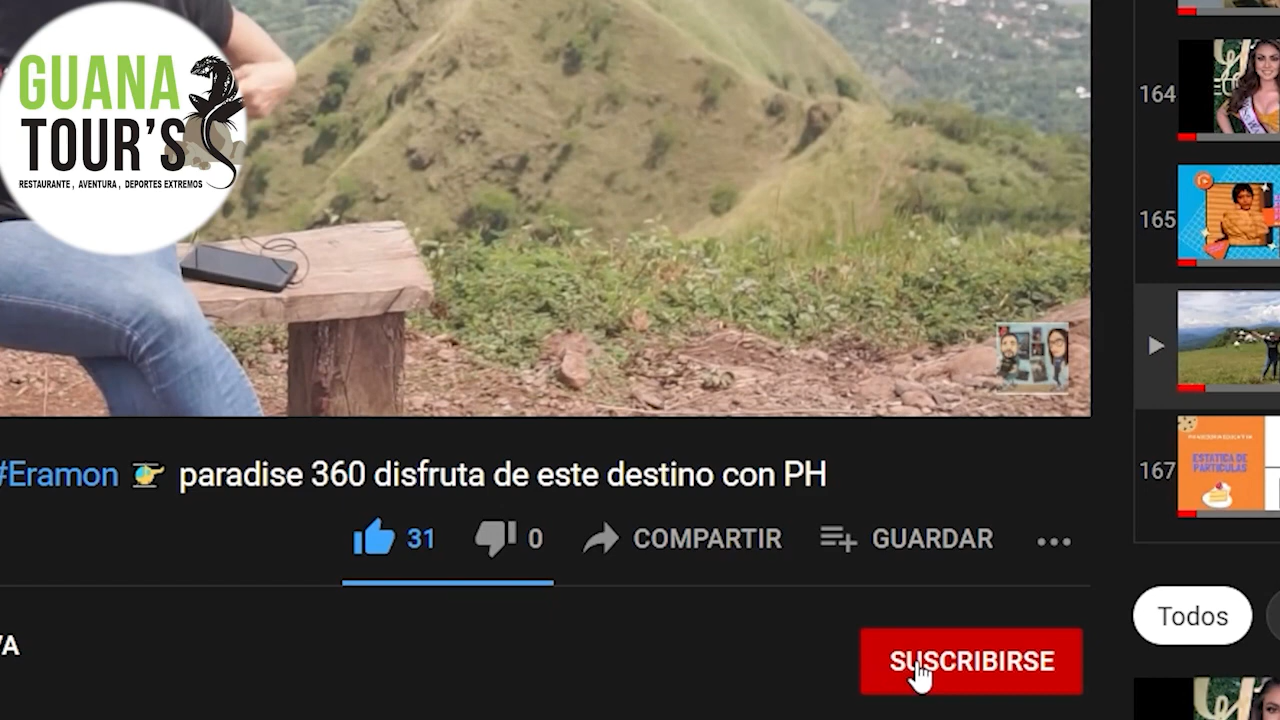 GUANA
TOUR'S
RESTAURANTE, AVENTURA, DEPORTES EXTREMOS
#Eramon paradise 360 disfruta de este destino con PH
31
0
COMPARTIR
GUARDAR
VA
SUSCRIBIRSE
164
165
167
ESTATICA DE
PARTICULAS
Todos